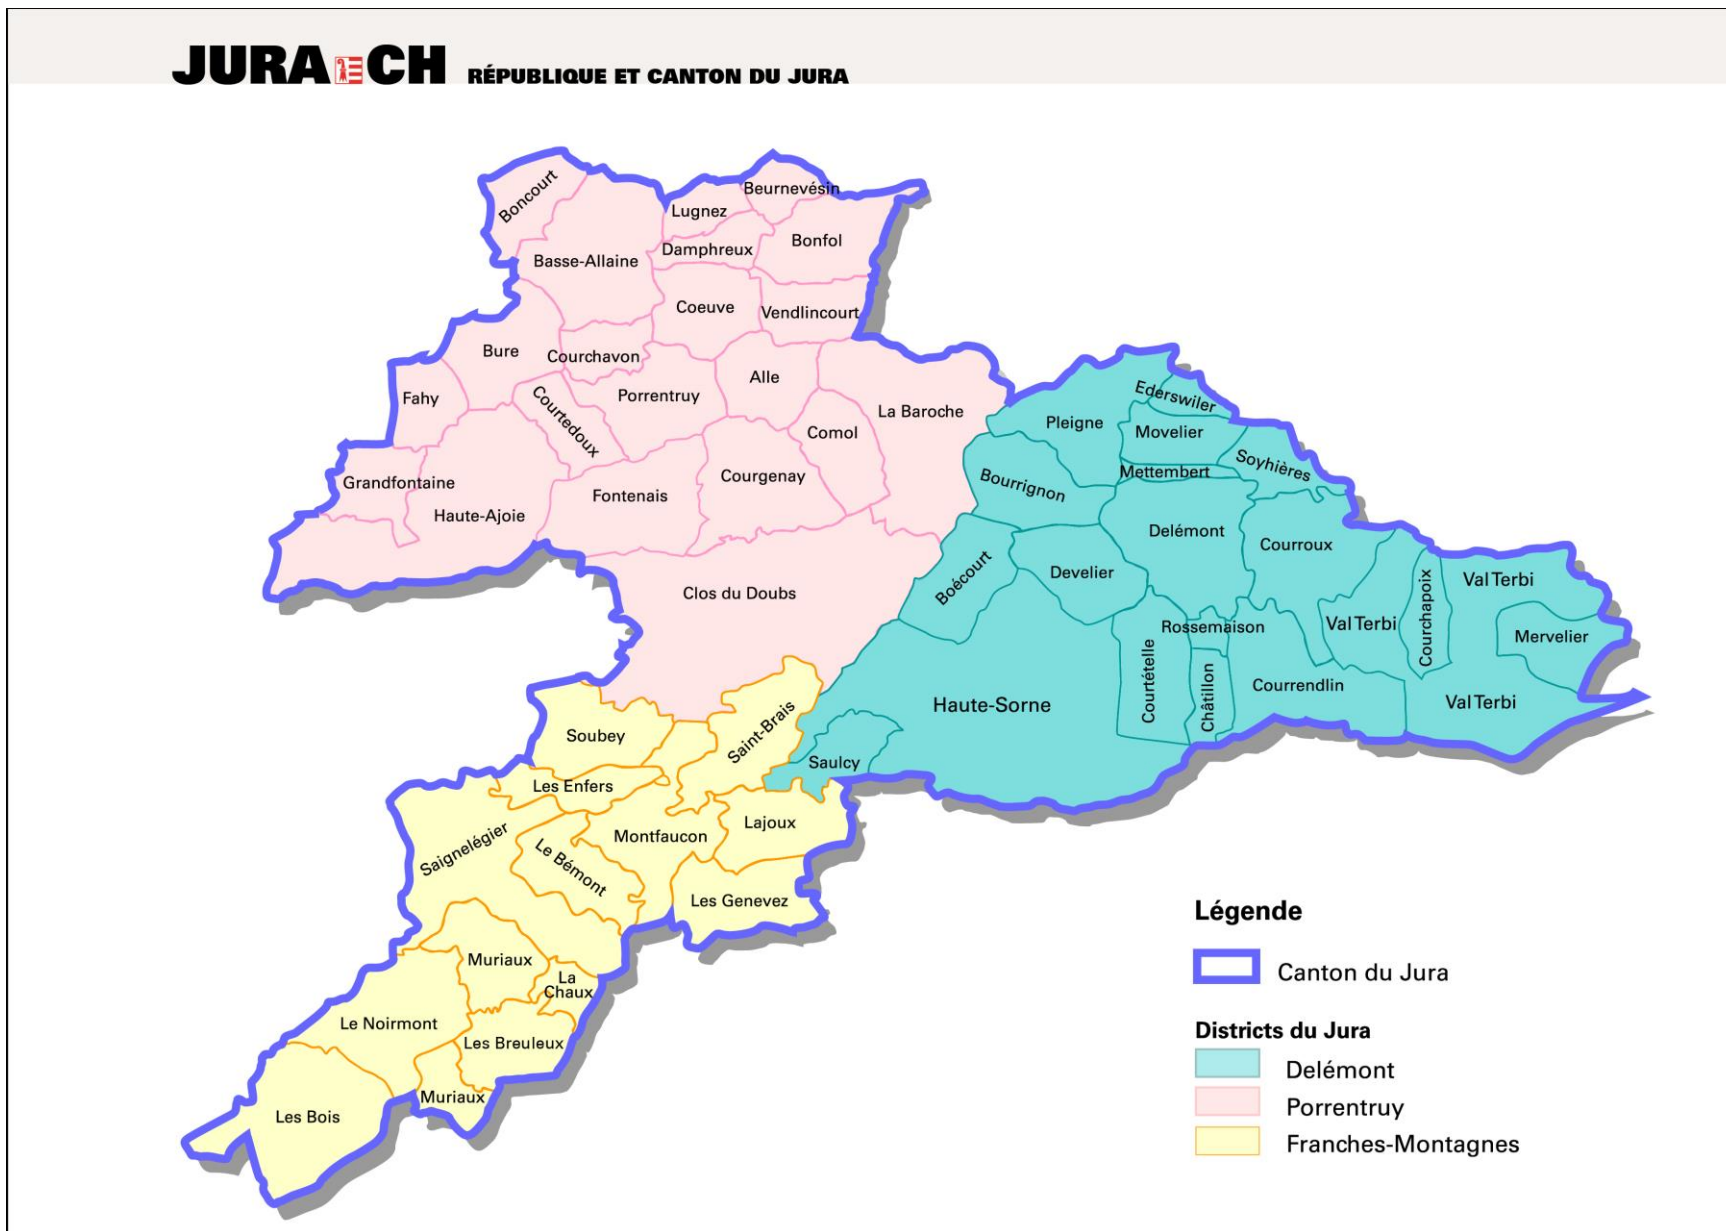 JURA CH RÉPUBLIQUE ET CANTON DU JURA
Boncourt
Beurnevésin
Lugnez
Bonfol
Damphreux
Basse-Allaine
Coeuve
Vendlincourt
Bure
Courchavon
Alle
Fahy
Porrentruy
Courtedoux
La Baroche
Comol
Grandfontaine
Haute-Ajoie
Fontenais
Courgenay
Clos du Doubs
Ederswiler
Pleigne
Movelier
Soyhières
Mettembert
Bourrignon
Delémont
Courroux
Boécourt
Develier
Val Terbi
Courchapoix
Val Terbi
Rossemaison
Mervelier
Courtételle
Châtillon
Courrendlin
Val Terbi
Haute-Sorne
Saulcy
Soubey
Saint-Brais
Les Enfers
Saignelégier
Montfaucon
Lajoux
Le Bémont
Les Genevez
Muriaux
La
Chaux
Le Noirmont
Les Breuleux
Muriaux
Les Bois
Légende
Canton du Jura
Districts du Jura
Delémont
Porrentruy
Franches-Montagnes